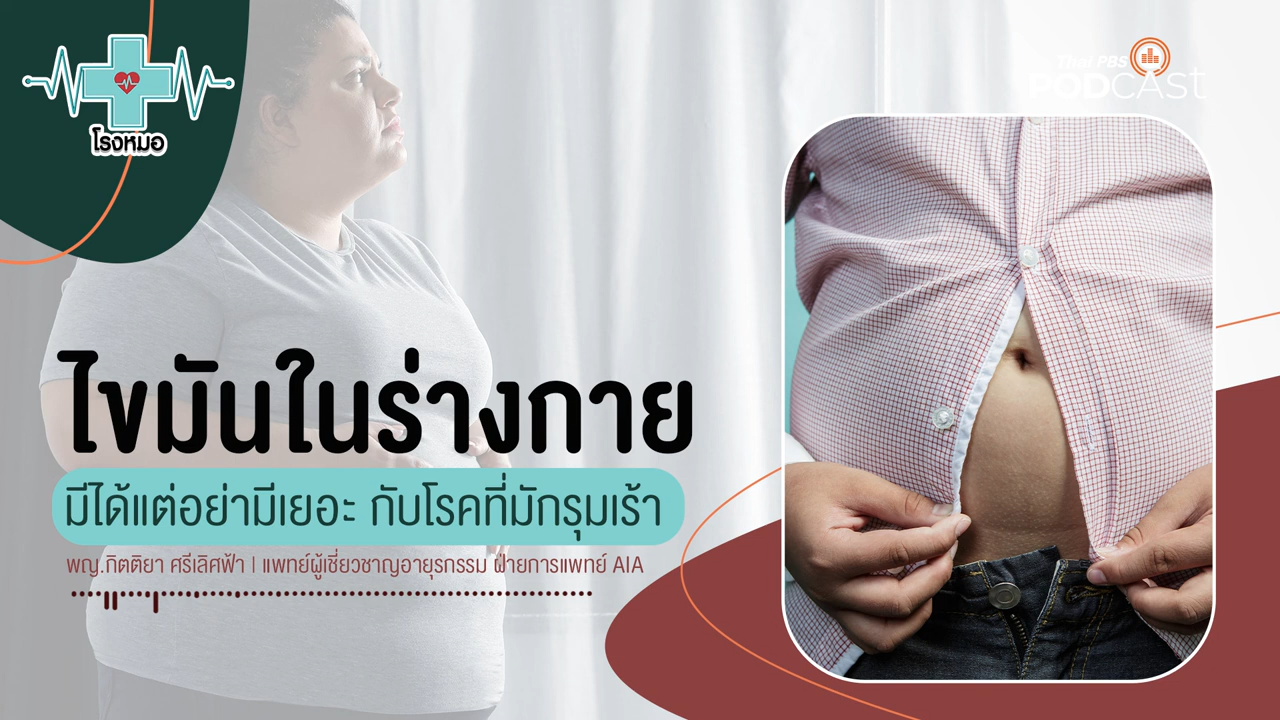 โรงหมอ
Thai PBS
PODCAst
ไขมันในร่างกาย
มีได้แต่อย่ามีเยอะ กับโรคที่มักรุมเร้า
พญ.กิตติยา ศรีเลิศฟ้า | แพทย์ผู้เชี่ยวชาญอายุรกรรม ฝ่ายการแพทย์ AIA